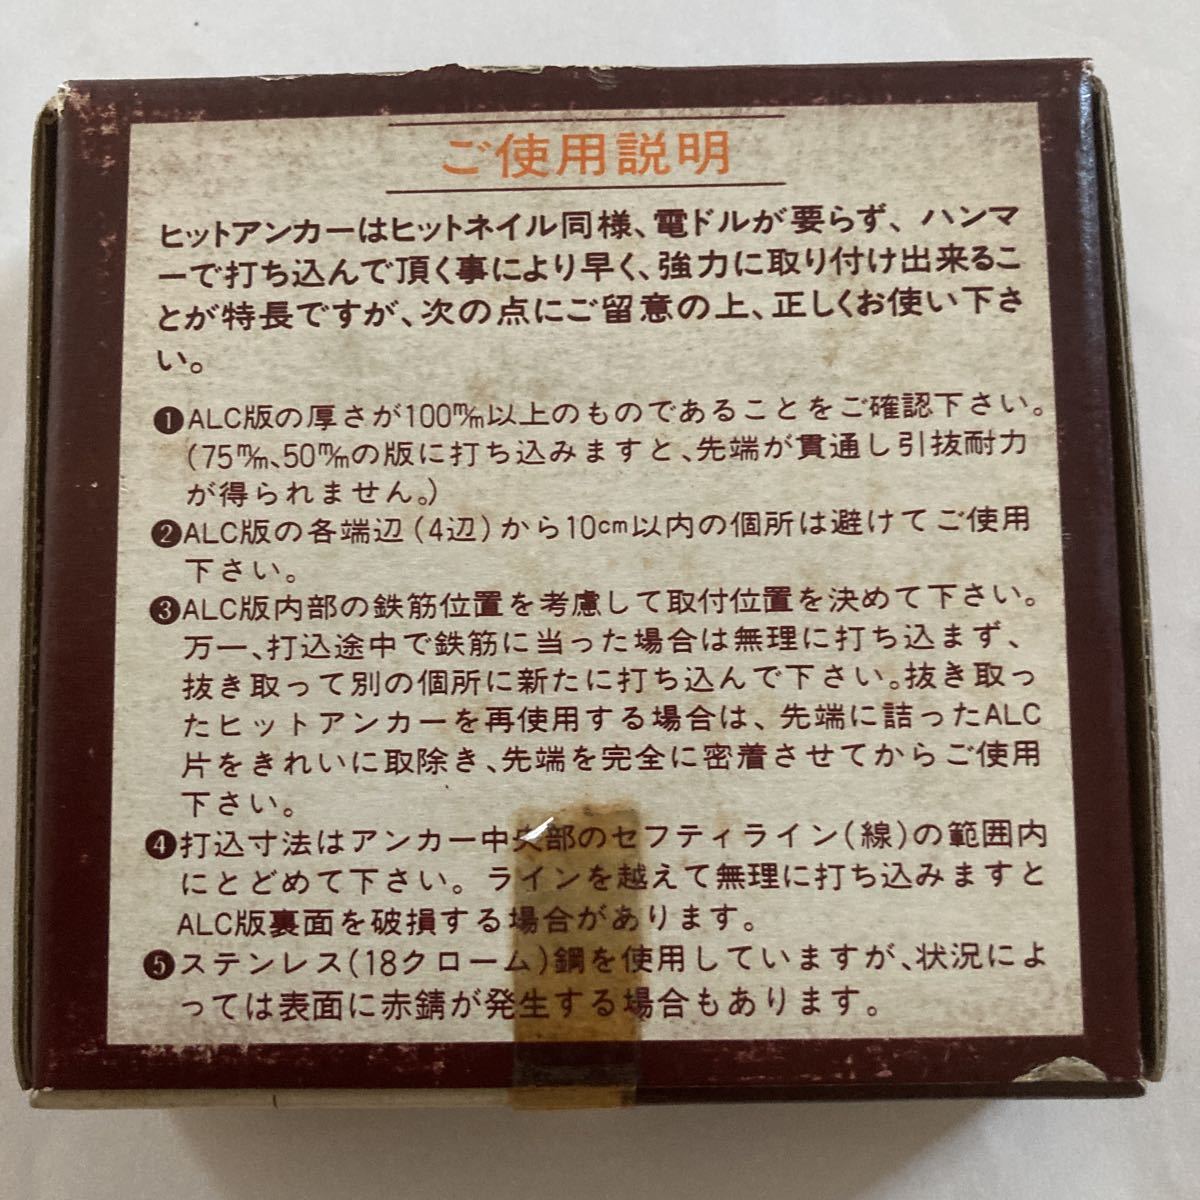 ご使用説明
ヒットアンカーはヒットネイル同様、電ドルが要らず、ハンマ
ーで打ち込んで頂く事により早く、強力に取り付け出来るこ
とが特長ですが、次の点にご留意の上、正しくお使い下さ
い。
❶ALC版の厚さが100㎜以上のものであることをご確認下さい。
(75㎜、50㎜の版に打ち込みますと、先端が貫通し引抜耐力
が得られません。)
❷ALC版の各端辺(4辺)から10cm以内の個所は避けてご使用
下さい。
❸ALC版内部の鉄筋位置を考慮して取付位置を決めて下さい。
万一、打込途中で鉄筋に当った場合は無理に打ち込まず、
抜き取って別の個所に新たに打ち込んで下さい。抜き取っ
たヒットアンカーを再使用する場合は、先端に詰ったALC
片をきれいに取除き、先端を完全に密着させてからご使用
下さい。
❹打込寸法はアンカー中央部のセフティライン(線)の範囲内
にとどめて下さい。ラインを越えて無理に打ち込みますと
ALC版裏面を破損する場合があります。
❺ステンレス(18クローム)鋼を使用していますが、状況によ
っては表面に赤錆が発生する場合もあります。